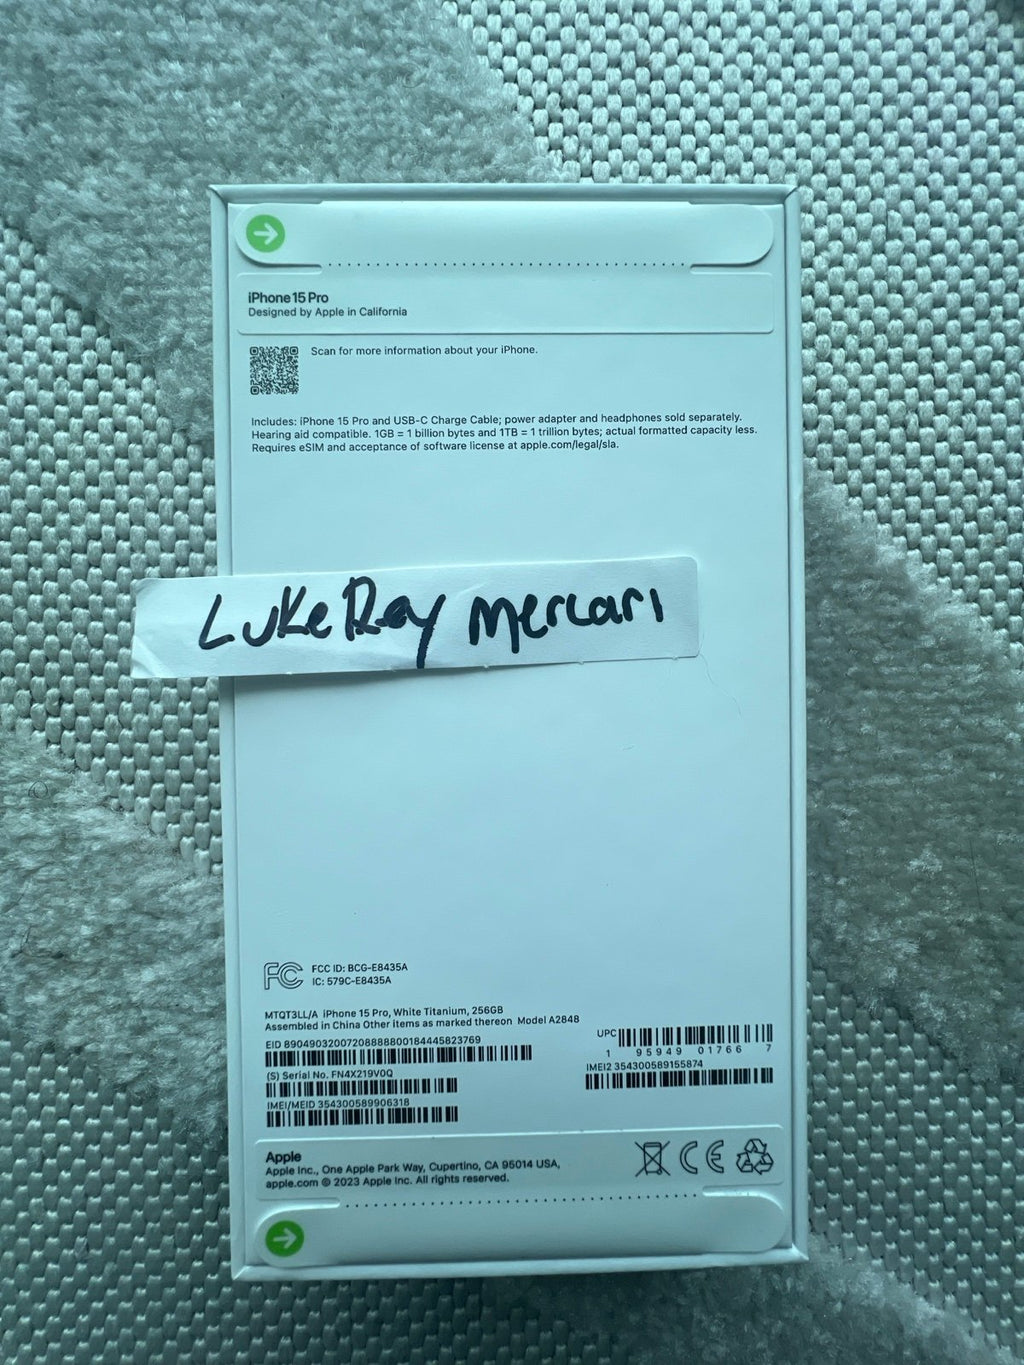 iPhone 15 Pro
Designed by Apple in California
Scan for more information about your iPhone.
Includes: iPhone 15 Pro and USB-C Charge Cable; power adapter and headphones sold separately.
Hearing aid compatible. 1GB = 1 billion bytes and 1TB = 1 trillion bytes; actual formatted capacity less.
Requires eSIM and acceptance of software license at apple.com/legal/sla.
LukeRay Mercari
FC
FCC ID: BCG-E8435A
IC: 579C-E8435A
MTQT3LL/A iPhone 15 Pro, White Titanium, 256GB
Assembled in China Other items as marked thereon Model A2848
EID 89049032007208888800184445823769
(S) Serial No. FN4X219V0Q
IMEI/MEID 354300589906318
UPC
1 95949 01766 7
IMEI2 354300589155874
Apple
Apple Inc., One Apple Park Way, Cupertino, CA 95014 USA,
apple.com © 2023 Apple Inc. All rights reserved.
CE